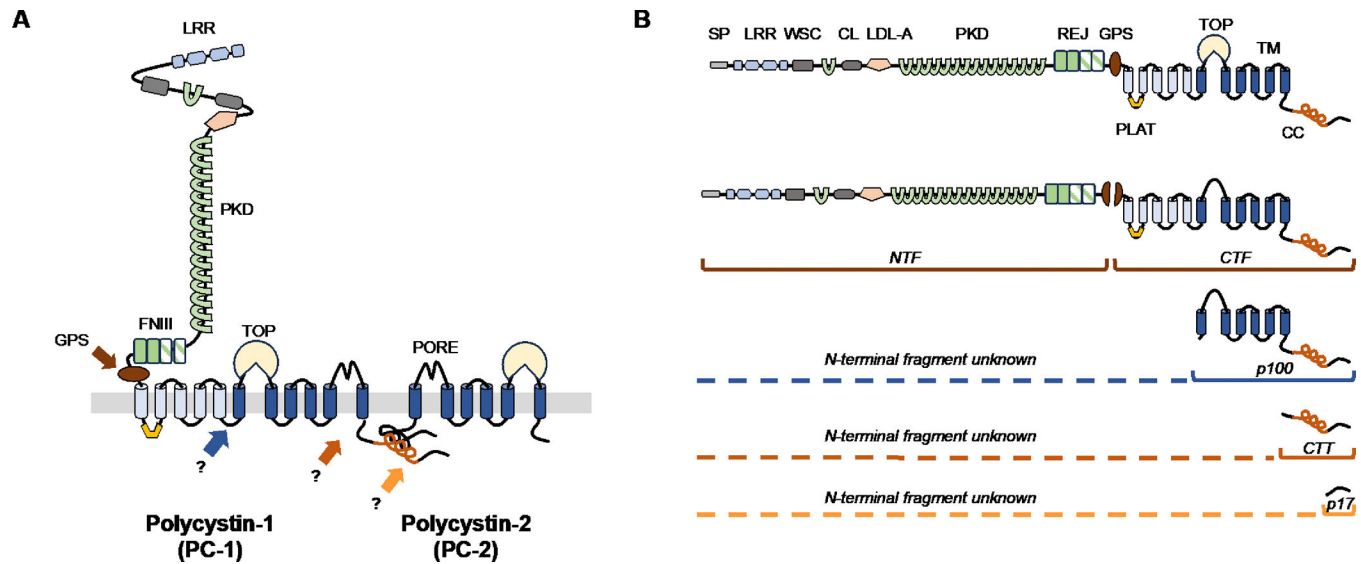 A
LRR
PKD
FNIII
GPS
TOP
PORE
?
?
?
Polycystin-1
(PC-1)
Polycystin-2
(PC-2)
B
TOP
SP LRR WSC CL LDL-A PKD REJ GPS
TM
PLAT
CC
NTF
CTF
N-terminal fragment unknown
p100
N-terminal fragment unknown
CTT
N-terminal fragment unknown
p17